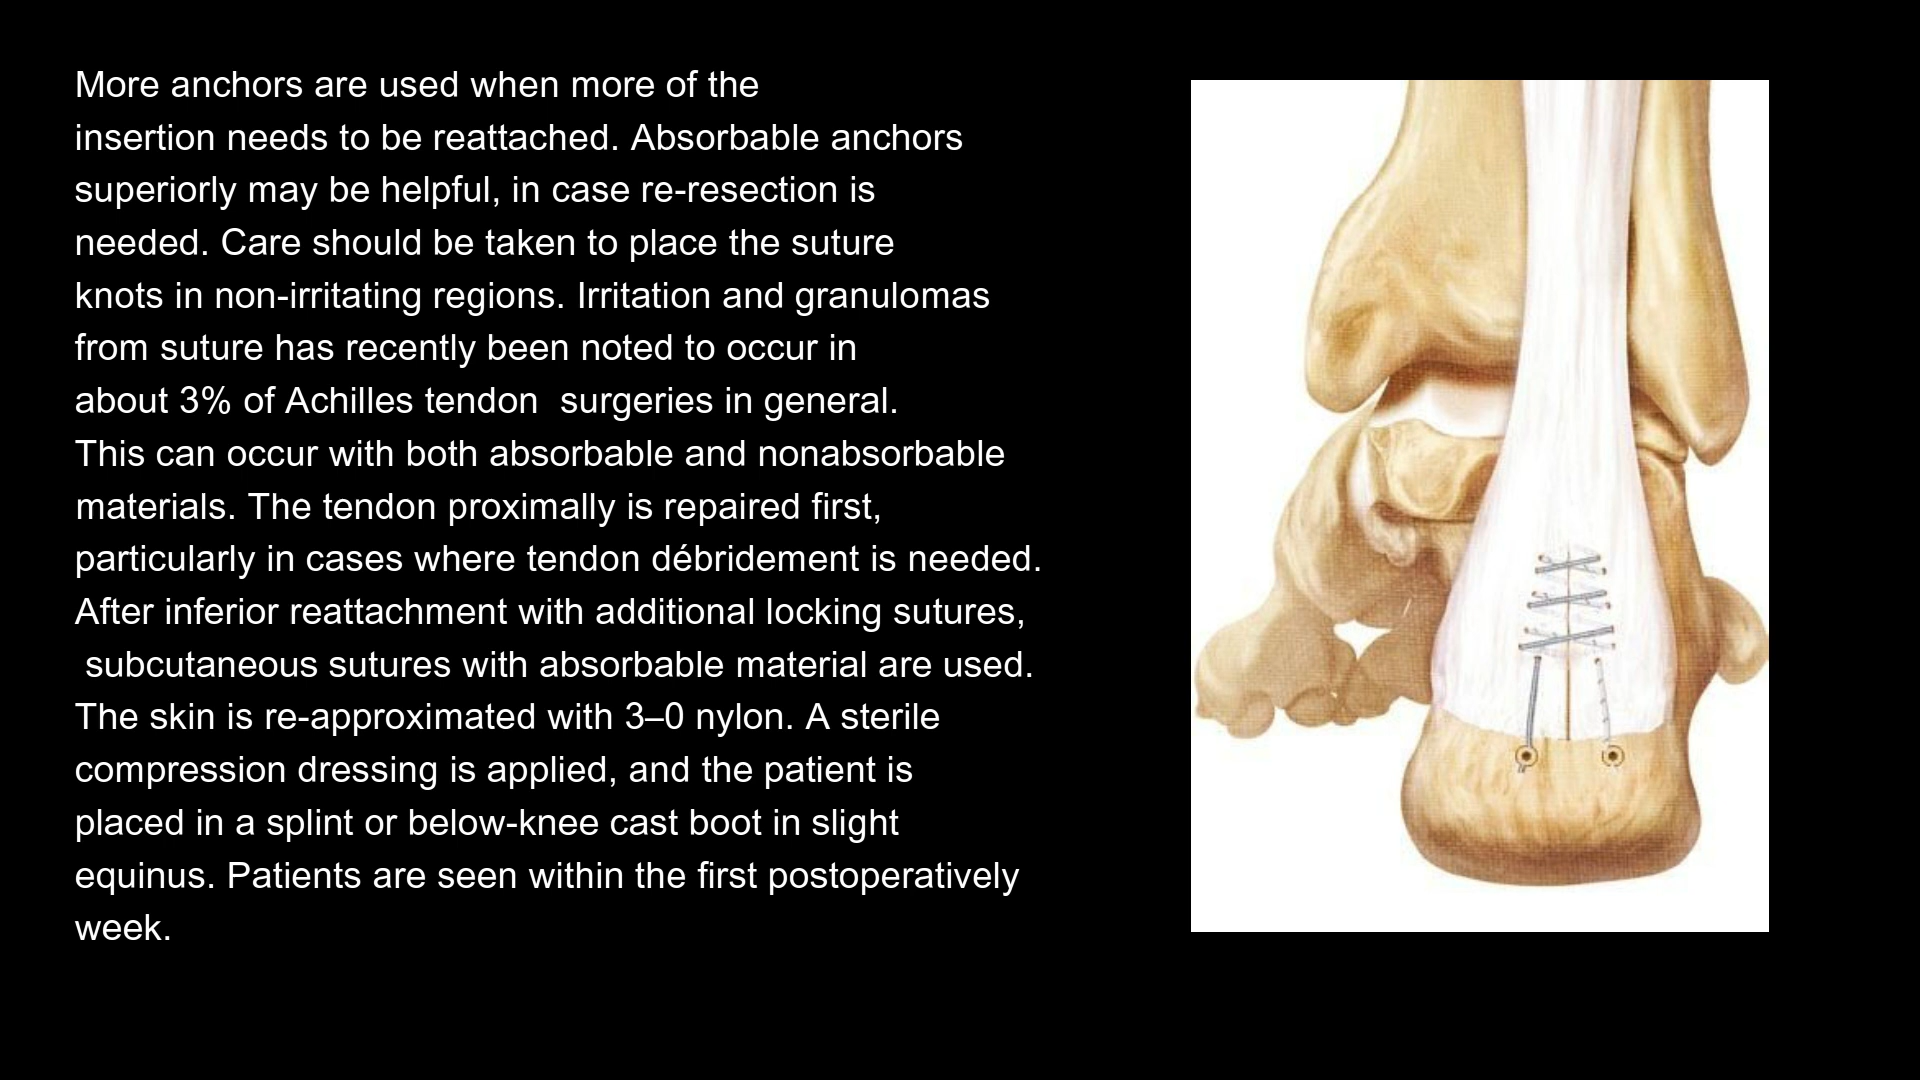 More anchors are used when more of the
insertion needs to be reattached. Absorbable anchors
superiorly may be helpful, in case re-resection is
needed. Care should be taken to place the suture
knots in non-irritating regions. Irritation and granulomas
from suture has recently been noted to occur in
about 3% of Achilles tendon  surgeries in general.
This can occur with both absorbable and nonabsorbable
materials. The tendon proximally is repaired first,
particularly in cases where tendon débridement is needed.
After inferior reattachment with additional locking sutures,
subcutaneous sutures with absorbable material are used.
The skin is re-approximated with 3–0 nylon. A sterile
compression dressing is applied, and the patient is
placed in a splint or below-knee cast boot in slight
equinus. Patients are seen within the first postoperatively
week.